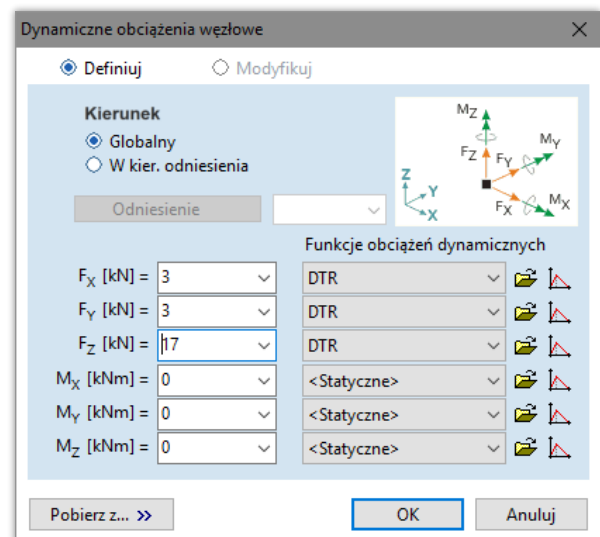 Dynamiczne obciążenia węzłowe
Definiuj Modyfikuj
Kierunek
Globalny
W kier. odniesienia
Odniesienie
MZ
MY
FZ FY
FX MX
Z
Y
X
Funkcje obciążeń dynamicznych
FX [kN] = 3 DTR
FY [kN] = 3 DTR
FZ [kN] = 17 DTR
MX [kNm] = 0 <Statyczne>
MY [kNm] = 0 <Statyczne>
MZ [kNm] = 0 <Statyczne>
Pobierz z... >> OK Anuluj